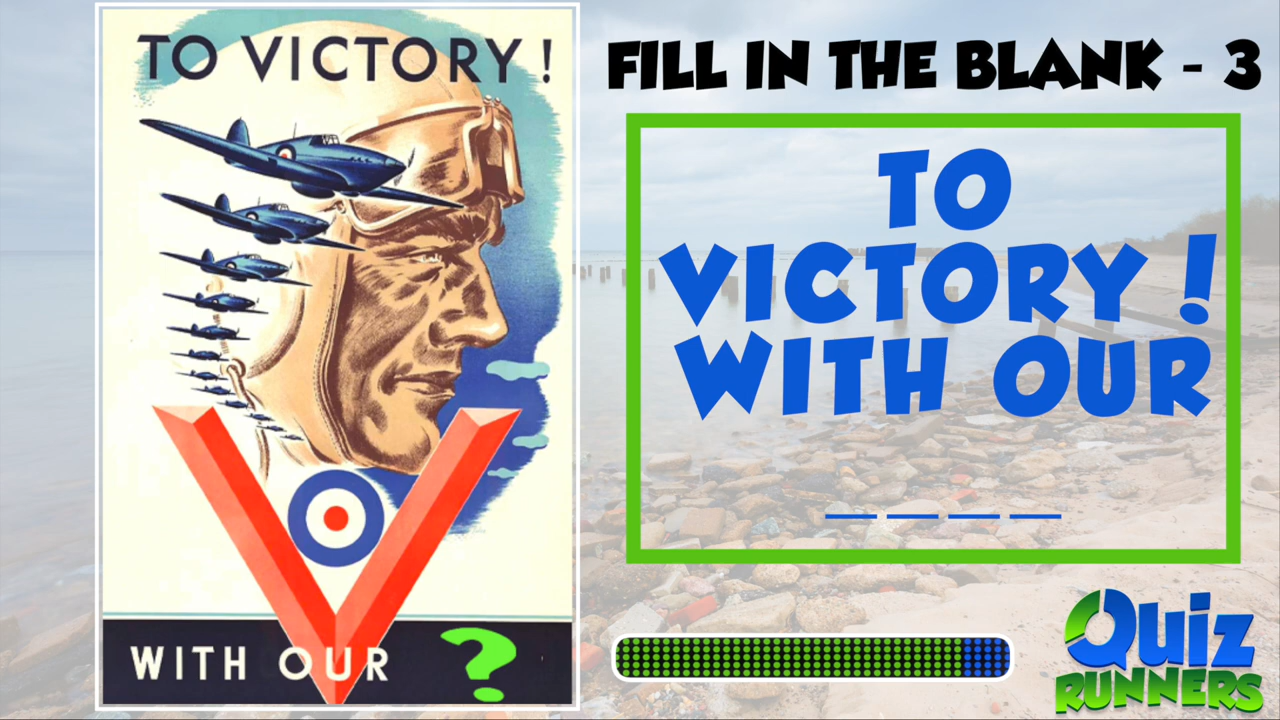 TO VICTORY!
WITH OUR ?
FILL IN THE BLANK - 3
TO
VICTORY!
WITH OUR
_ _ _ _
Quiz
RUNNERS